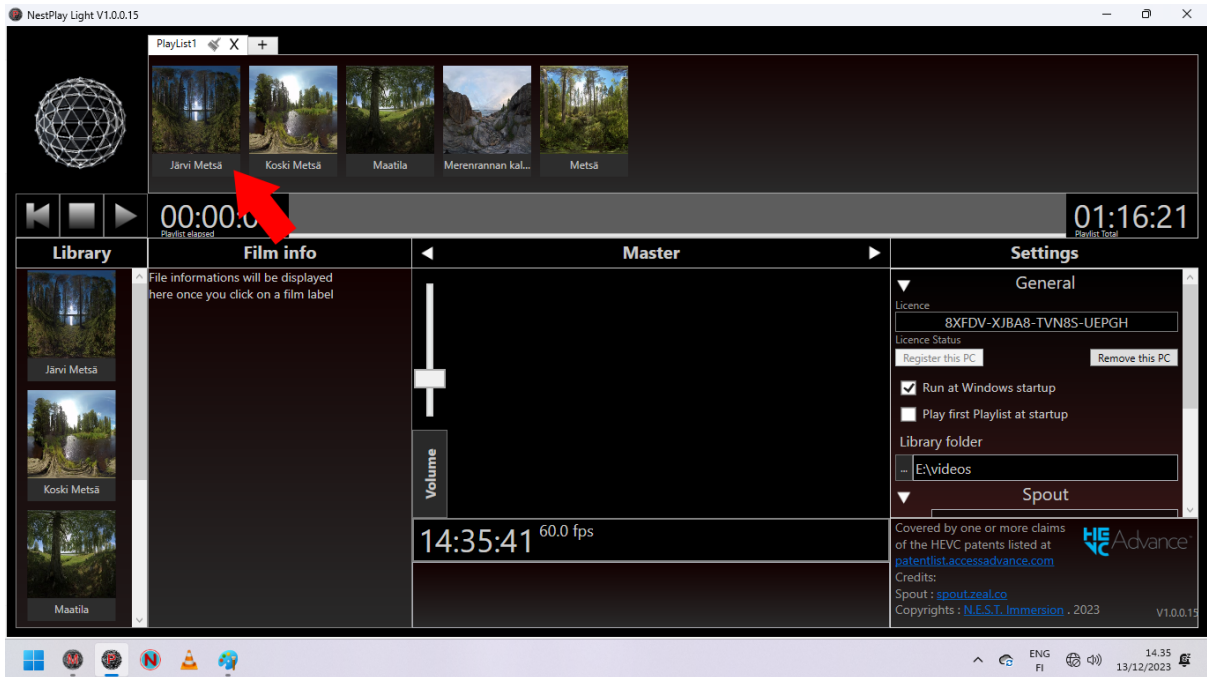 NestPlay Light V1.0.0.15
PlayList1 X +
Järvi Metsä
Koski Metsä
Maatila
Merenrannan kal...
Metsä
00:00:0
Playlist elapsed
01:16:21
Playlist Total
Library
Film info
Master
Settings
Järvi Metsä
Koski Metsä
Maatila
File informations will be displayed
here once you click on a film label
Volume
14:35:41 60.0 fps
General
Licence
8XFDV-XJBA8-TVN8S-UEPGH
Licence Status
Register this PC
Remove this PC
Run at Windows startup
Play first Playlist at startup
Library folder
... E:\videos
Spout
Covered by one or more claims
of the HEVC patents listed at
patentlist.accessadvance.com
Credits:
Spout : spout.zeal.co
Copyrights : N.E.S.T. Immersion . 2023
HEVC Advance
V1.0.0.15
ENG
FI
14.35
13/12/2023